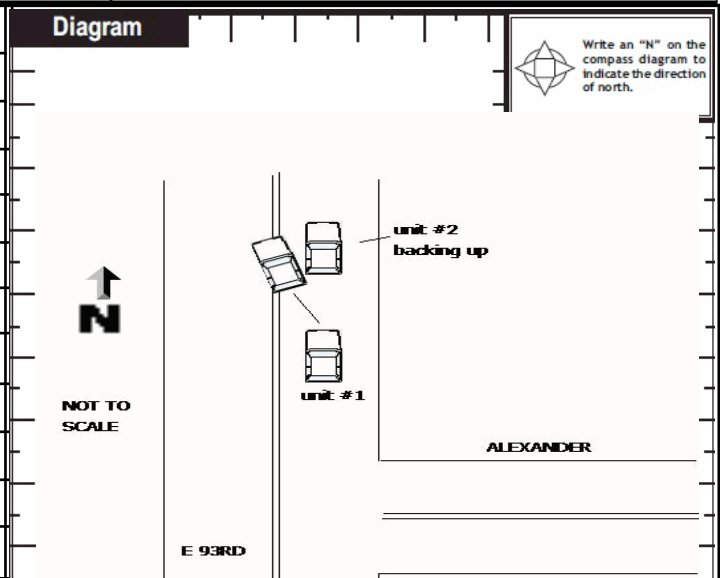 Diagram
Write an “N” on the
compass diagram to
indicate the direction
of north.
unit #2
backing up
N
unit #1
NOT TO
SCALE
ALEXANDER
E 93RD